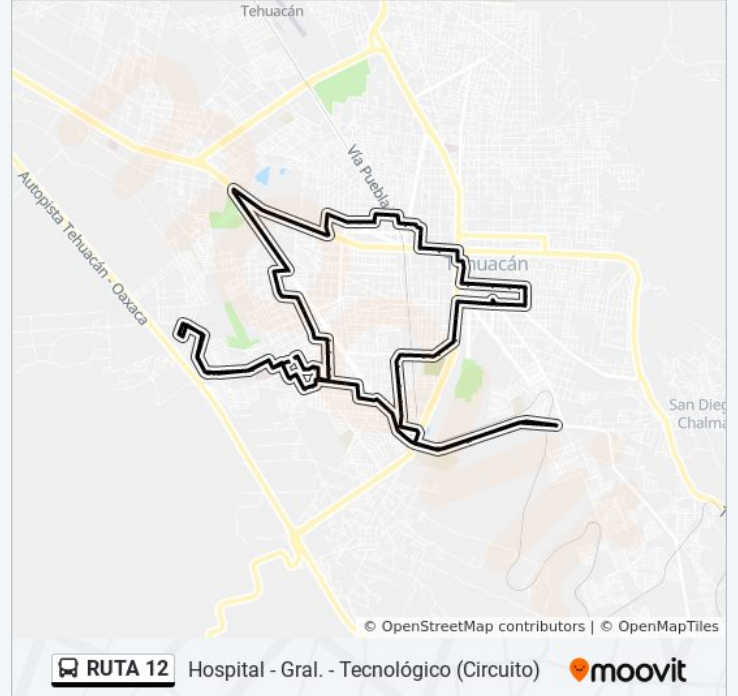 Tehuacán
Vía Puebla
Autopista Tehuacán - Oaxaca
huacán
San Dieg
Chalma
© OpenStreetMap contributors | © OpenMapTiles
RUTA 12 Hospital - Gral. - Tecnológico (Circuito) moovit